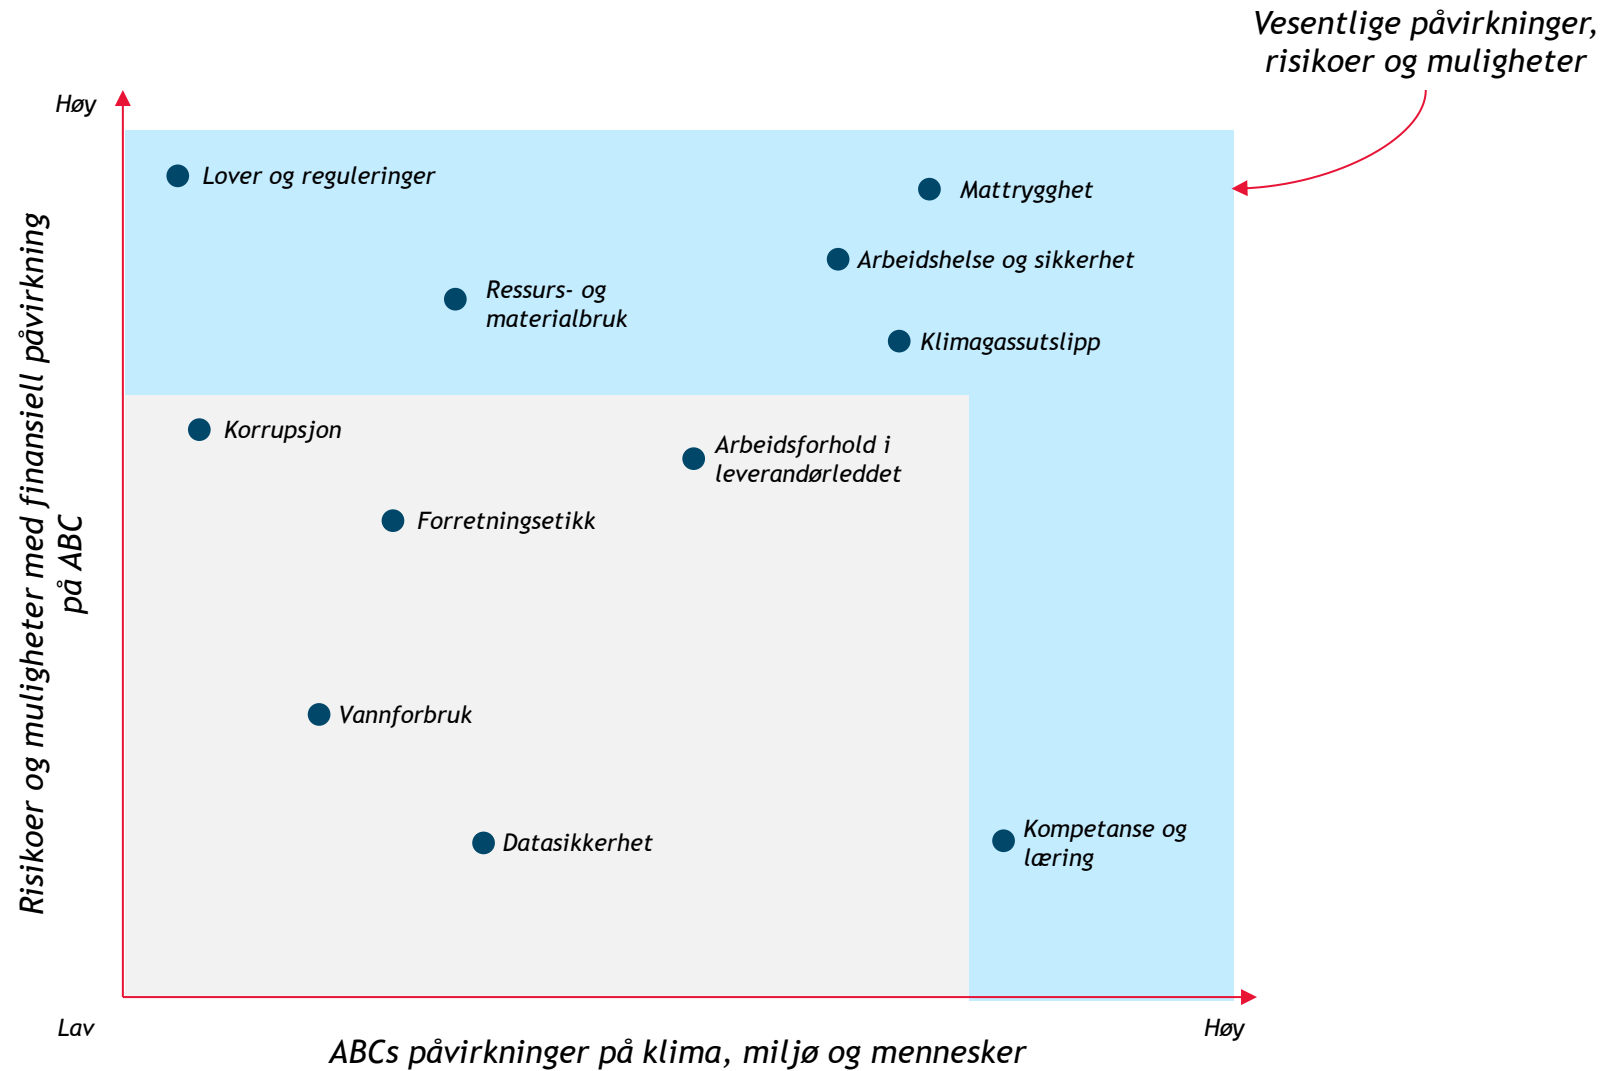 Vesentlige påvirkninger,
risikoer og muligheter
Høy
Lover og reguleringer
Mattrygghet
Arbeidshelse og sikkerhet
Ressurs- og
materialbruk
Klimagassutslipp
Risikoer og muligheter med finansiell påvirkning
på ABC
Korrupsjon
Arbeidsforhold i
leverandørleddet
Forretningsetikk
Vannforbruk
Datasikkerhet
Kompetanse og
læring
Lav
Høy
ABCs påvirkninger på klima, miljø og mennesker